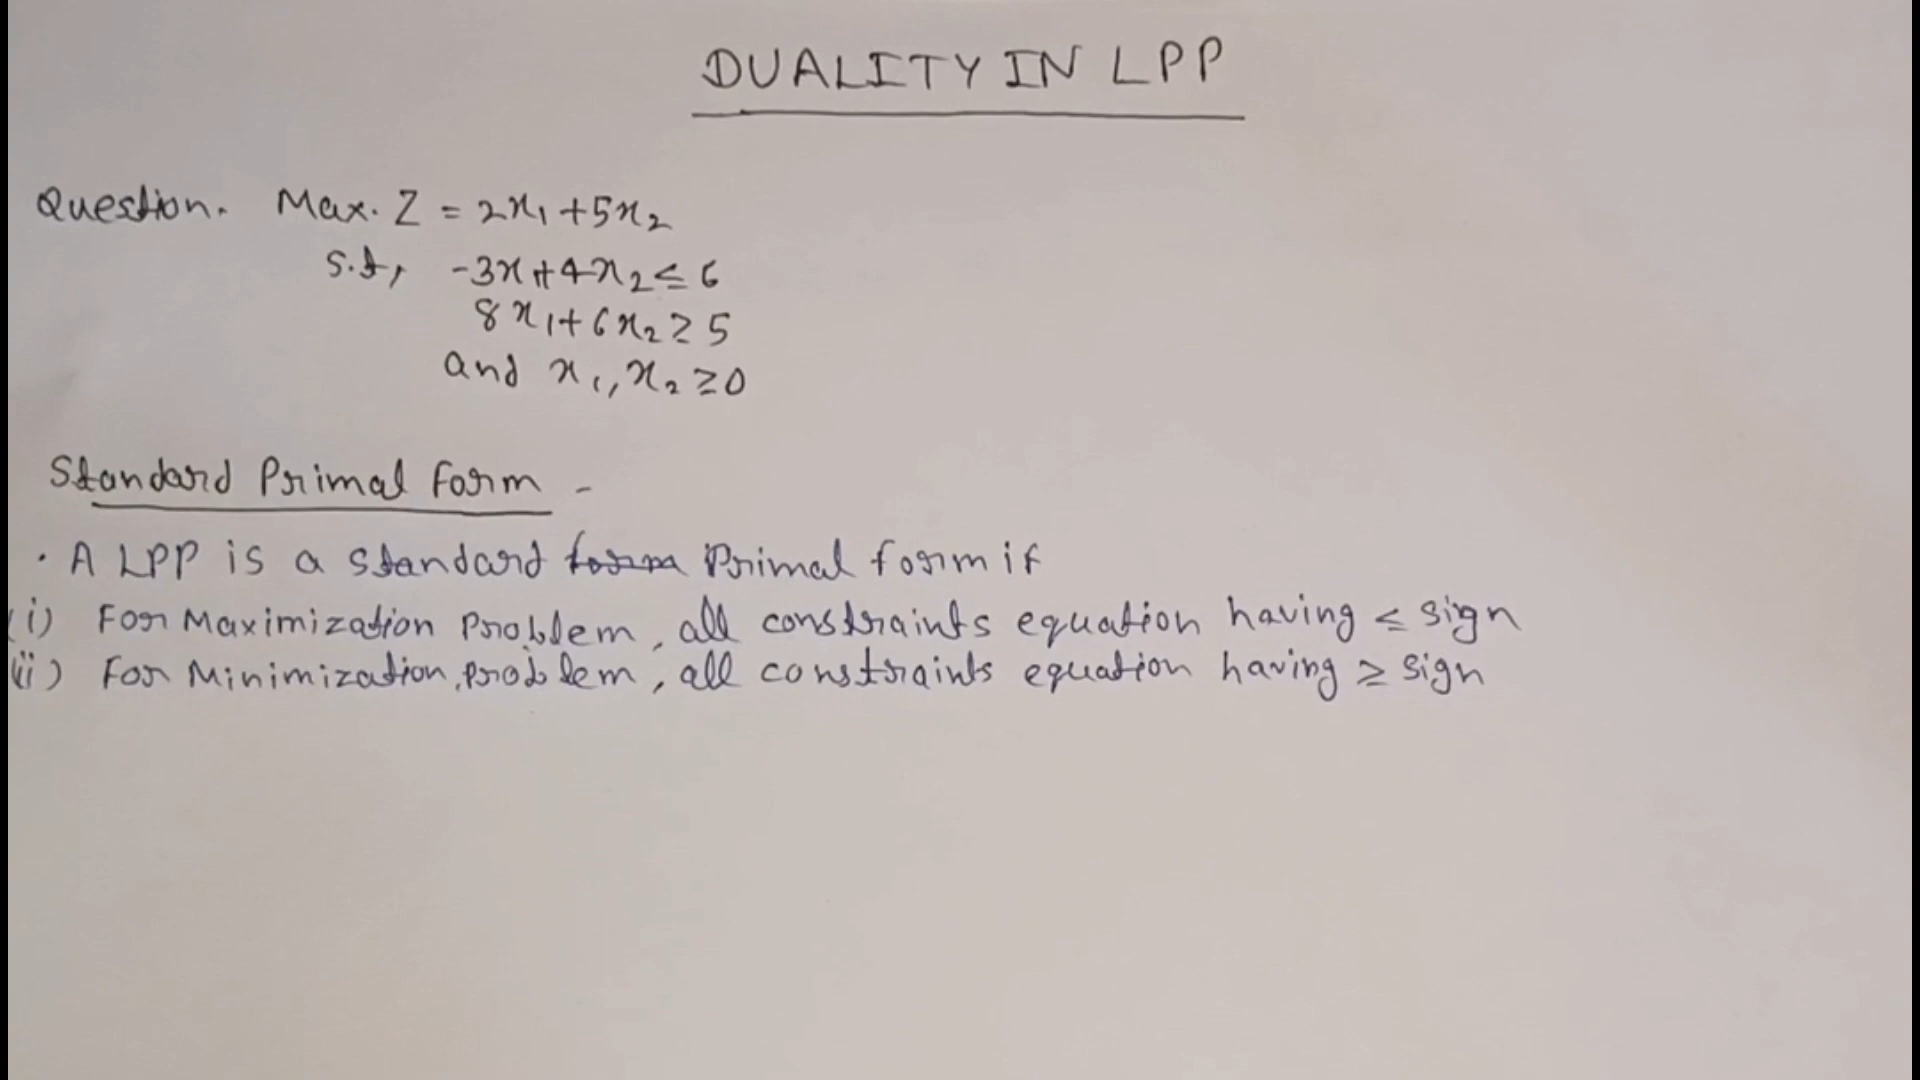 DUALITY IN LPP
Question. Max. Z = 2x₁+5x₂
s.t, -3x₁+4x₂≤6
8x₁+6x₂≥5
and x₁,x₂≥0
Standard Primal Form -
· A LPP is a standard form Primal form if
(i) For Maximization Problem, all constraints equation having ≤ sign
(ii) For Minimization problem, all constraints equation having ≥ sign